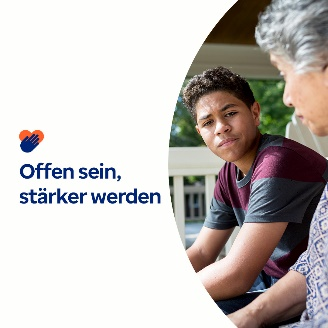 Offen sein,
stärker werden